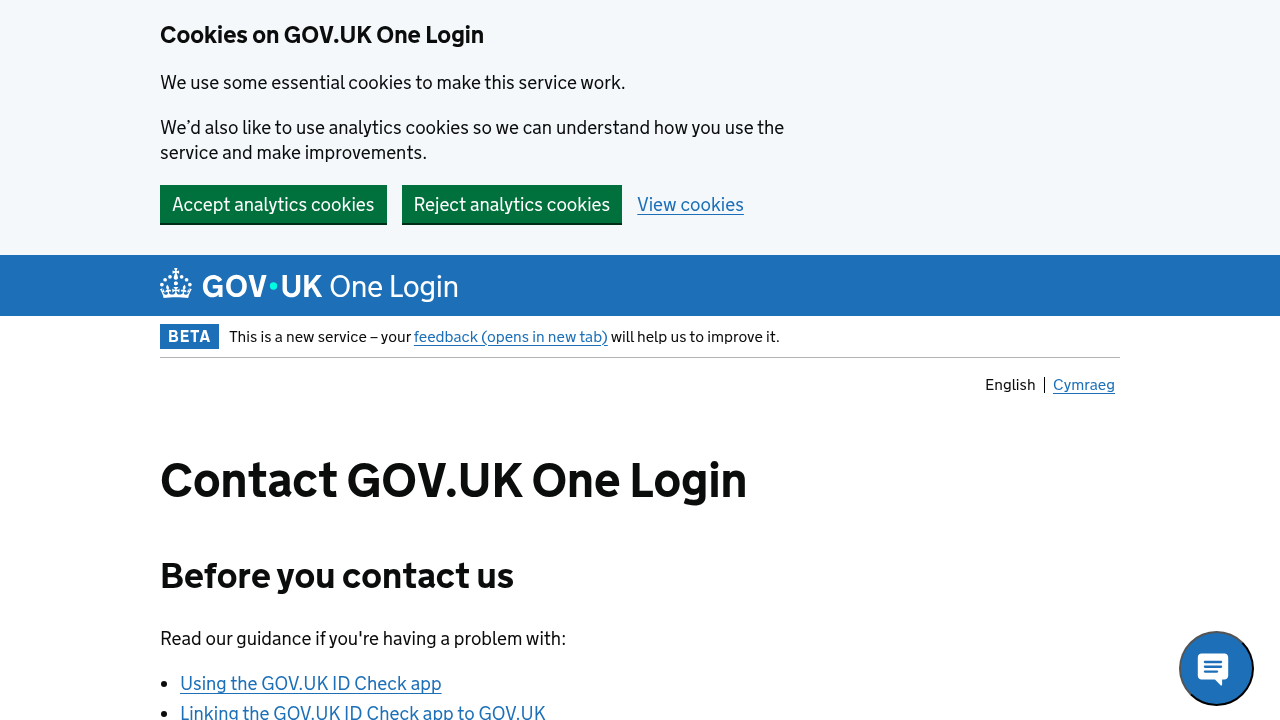 Cookies on GOV.UK One Login
We use some essential cookies to make this service work.
We’d also like to use analytics cookies so we can understand how you use the
service and make improvements.
Accept analytics cookies
Reject analytics cookies
View cookies
GOV•UK One Login
BETA
This is a new service – your feedback (opens in new tab) will help us to improve it.
English
Cymraeg
Contact GOV.UK One Login
Before you contact us
Read our guidance if you're having a problem with:
Using the GOV.UK ID Check app
Linking the GOV.UK ID Check app to GOV.UK